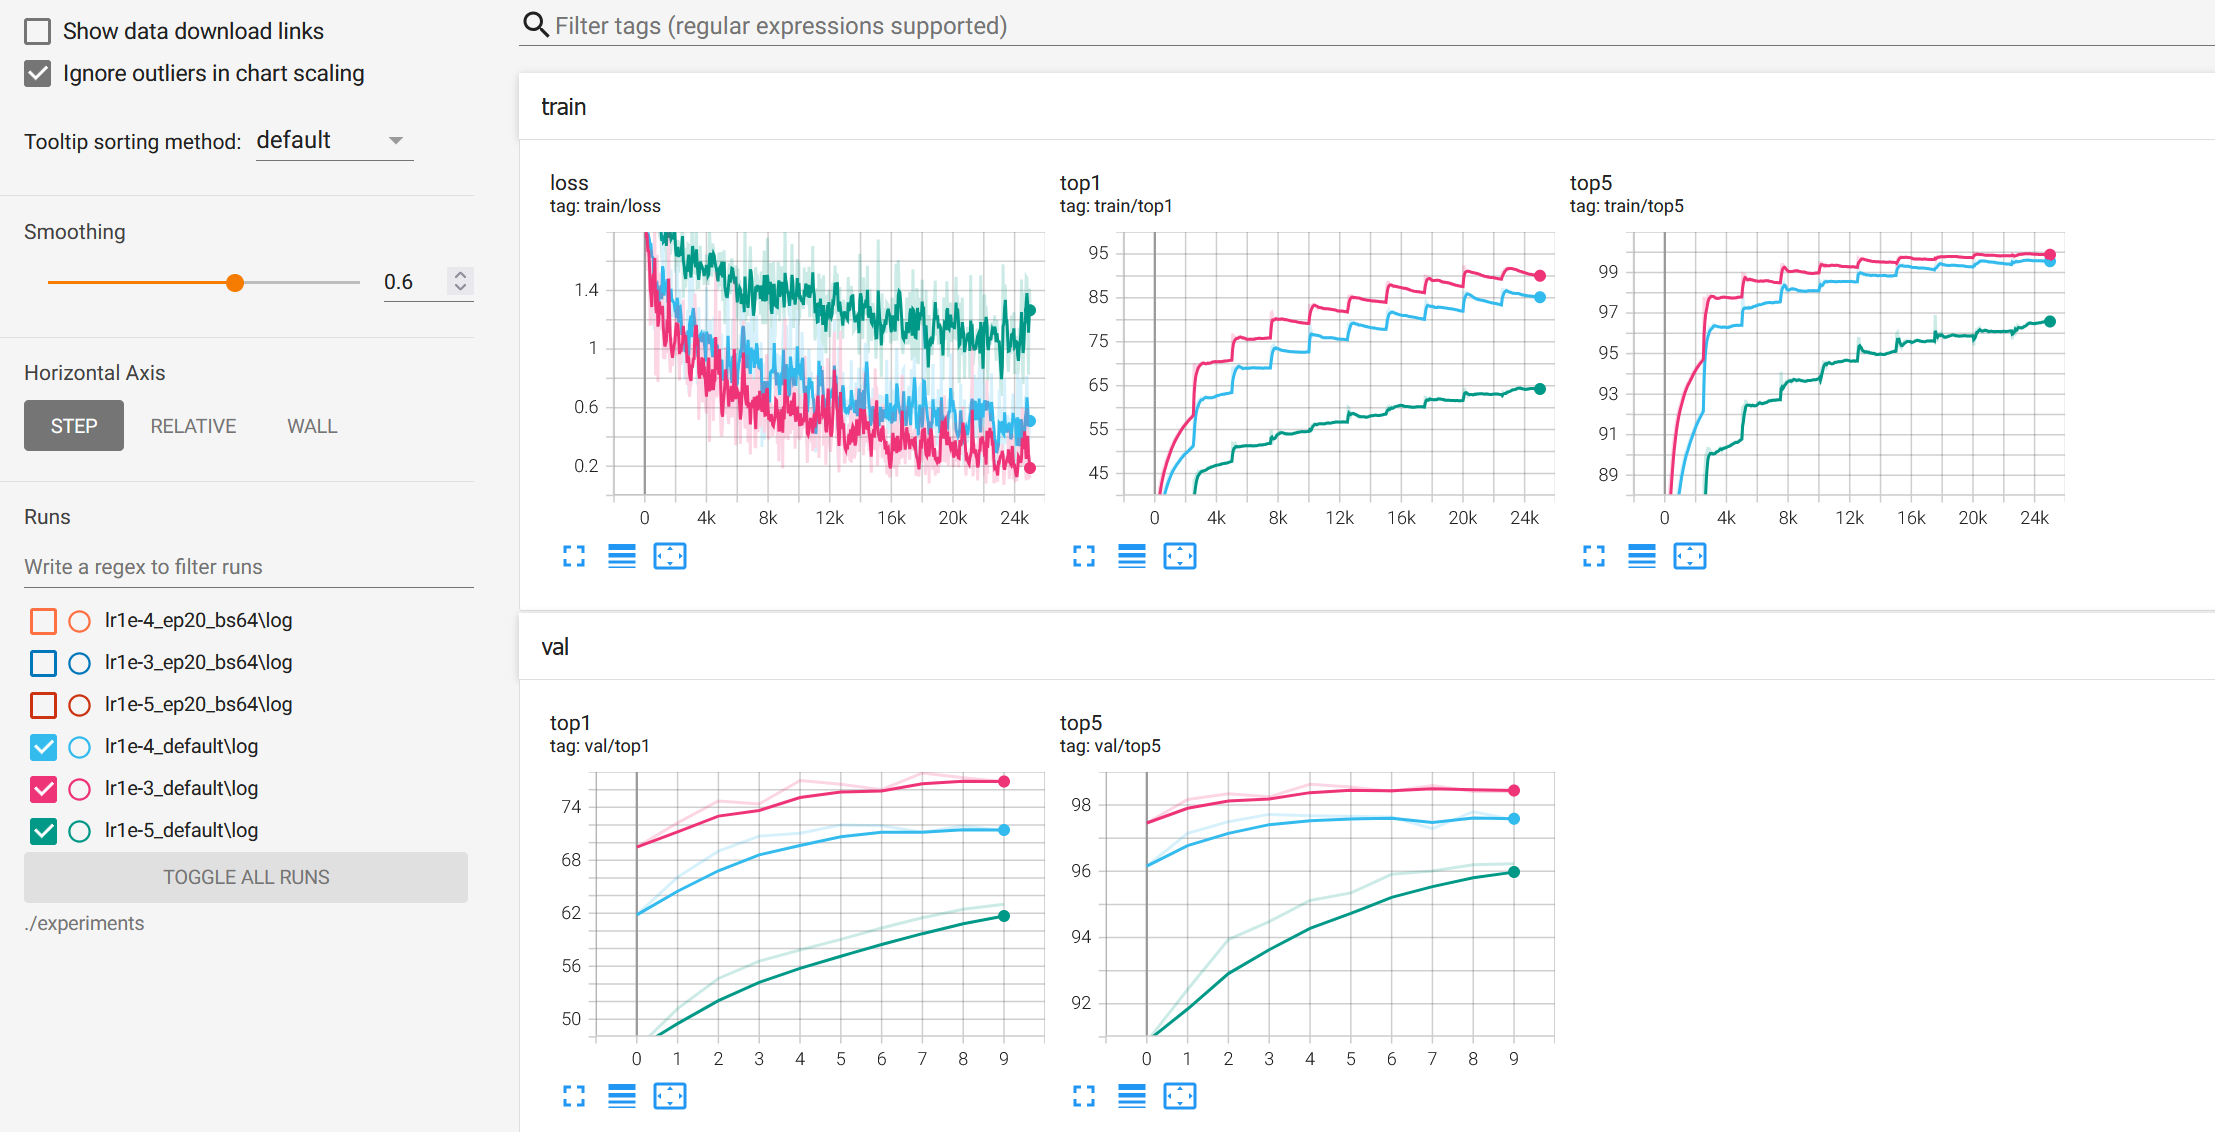 Show data download links
Ignore outliers in chart scaling
Tooltip sorting method: default
Smoothing
0.6
Horizontal Axis
STEP RELATIVE WALL
Runs
Write a regex to filter runs
lr1e-4_ep20_bs64\log
lr1e-3_ep20_bs64\log
lr1e-5_ep20_bs64\log
lr1e-4_default\log
lr1e-3_default\log
lr1e-5_default\log
TOGGLE ALL RUNS
./experiments
Filter tags (regular expressions supported)
train
loss
tag: train/loss
1.4
1
0.6
0.2
0 4k 8k 12k 16k 20k 24k
top1
tag: train/top1
95
85
75
65
55
45
0 4k 8k 12k 16k 20k 24k
top5
tag: train/top5
99
97
95
93
91
89
0 4k 8k 12k 16k 20k 24k
val
top1
tag: val/top1
74
68
62
56
50
0 1 2 3 4 5 6 7 8 9
top5
tag: val/top5
98
96
94
92
0 1 2 3 4 5 6 7 8 9